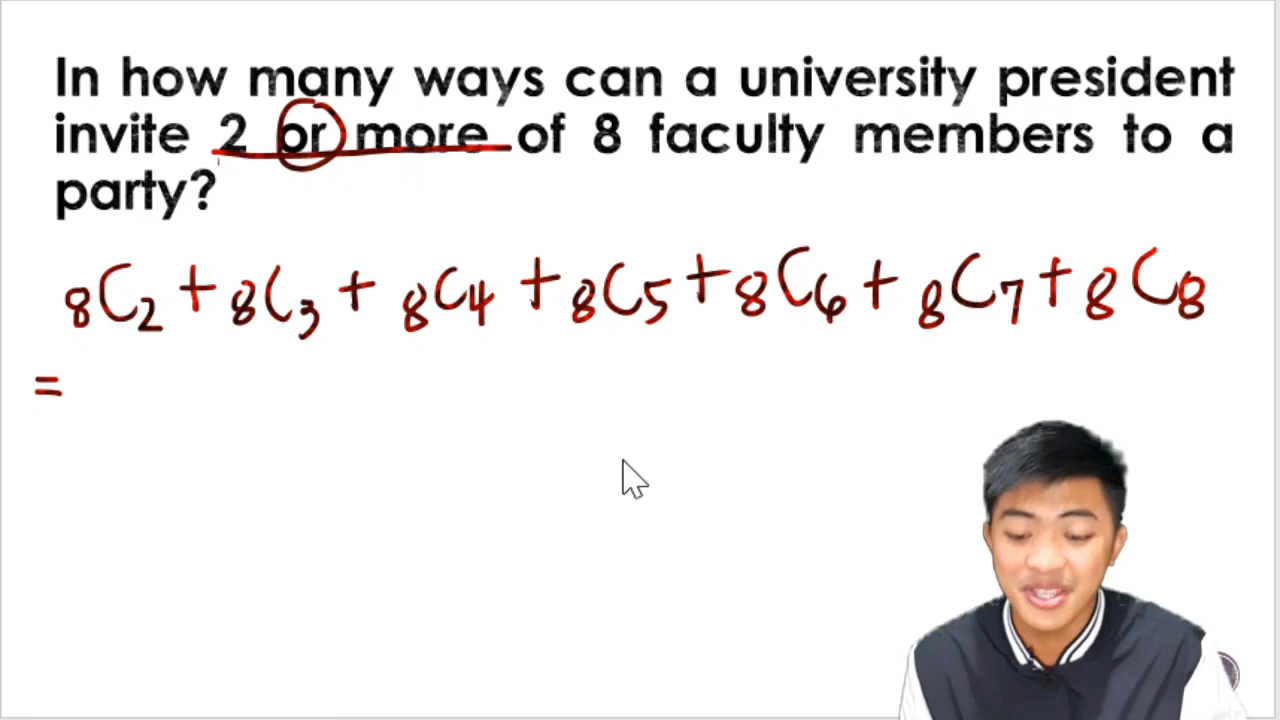 In how many ways can a university president
invite 2 or more of 8 faculty members to a
party?
8C2 + 8C3 + 8C4 + 8C5 + 8C6 + 8C7 + 8C8
=